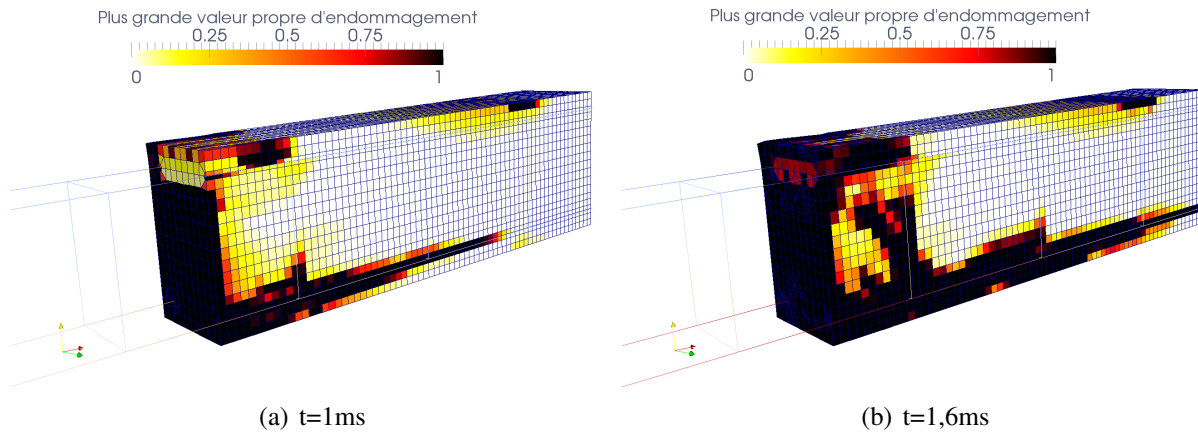 Plus grande valeur propre d'endommagement
0.25 0.5 0.75
0 1
Plus grande valeur propre d'endommagement
0.25 0.5 0.75
0 1
(a) t=1ms
(b) t=1,6ms